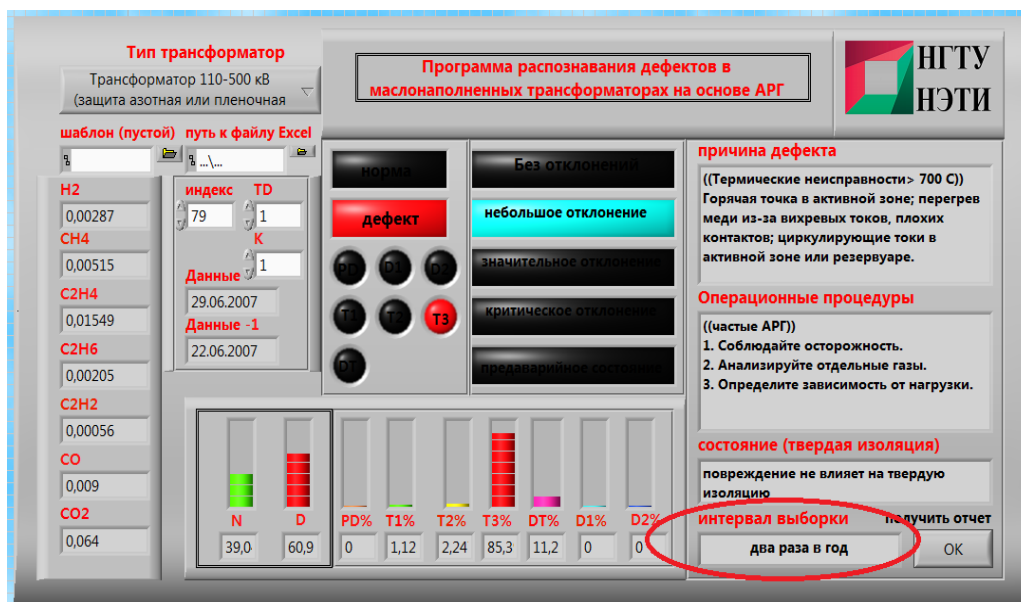 Тип трансформатор
Трансформатор 110-500 кВ
(защита азотная или пленочная
Программа распознавания дефектов в
маслонаполненных трансформаторах на основе АРГ
НГТУ
НЭТИ
шаблон (пустой)
путь к файлу Excel
...\...
H2
0,00287
CH4
0,00515
C2H4
0,01549
C2H6
0,00205
C2H2
0,00056
CO
0,009
CO2
0,064
индекс
TD
79
1
K
1
Данные
29.06.2007
Данные -1
22.06.2007
норма
дефект
PD
D1
D2
T1
T2
T3
DT
Без отклонений
небольшое отклонение
значительное отклонение
критическое отклонение
предаварийное состояние
причина дефекта
((Термические неисправности> 700 С))
Горячая точка в активной зоне; перегрев
меди из-за вихревых токов, плохих
контактов; циркулирующие токи в
активной зоне или резервуаре.
Операционные процедуры
((частые АРГ))
1. Соблюдайте осторожность.
2. Анализируйте отдельные газы.
3. Определите зависимость от нагрузки.
состояние (твердая изоляция)
повреждение не влияет на твердую
изоляцию
интервал выборки
получить отчет
два раза в год
OK
N
D
PD%
T1%
T2%
T3%
DT%
D1%
D2%
39,0
60,9
0
1,12
2,24
85,3
11,2
0
0